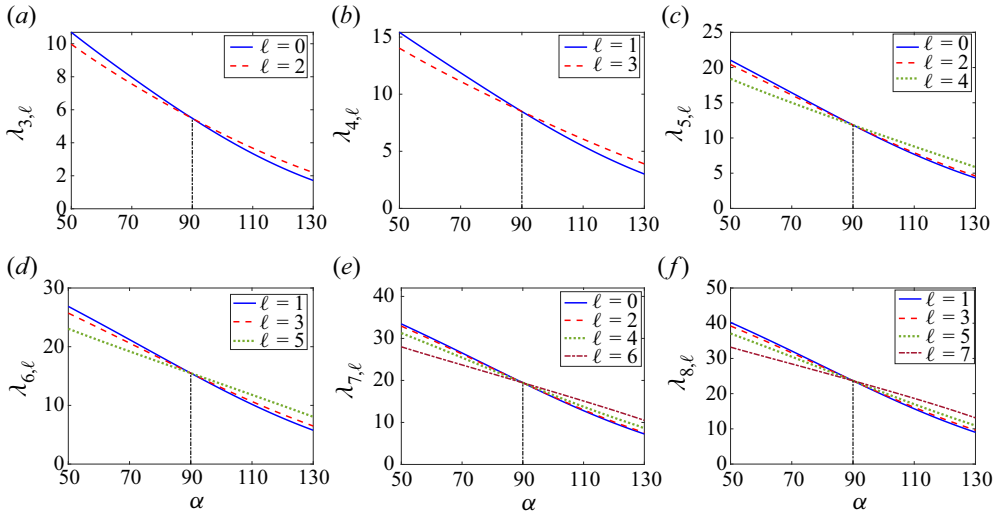 (a)
10
8
6
4
2
0
50 70 90 110 130
λ3,ℓ
ℓ = 0
ℓ = 2
(b)
15
10
5
0
50 70 90 110 130
λ4,ℓ
ℓ = 1
ℓ = 3
(c)
25
20
15
10
5
0
50 70 90 110 130
λ5,ℓ
ℓ = 0
ℓ = 2
ℓ = 4
(d)
30
20
10
0
50 70 90 110 130
λ6,ℓ
α
ℓ = 1
ℓ = 3
ℓ = 5
(e)
40
30
20
10
0
50 70 90 110 130
λ7,ℓ
α
ℓ = 0
ℓ = 2
ℓ = 4
ℓ = 6
(f)
50
40
30
20
10
0
50 70 90 110 130
λ8,ℓ
α
ℓ = 1
ℓ = 3
ℓ = 5
ℓ = 7